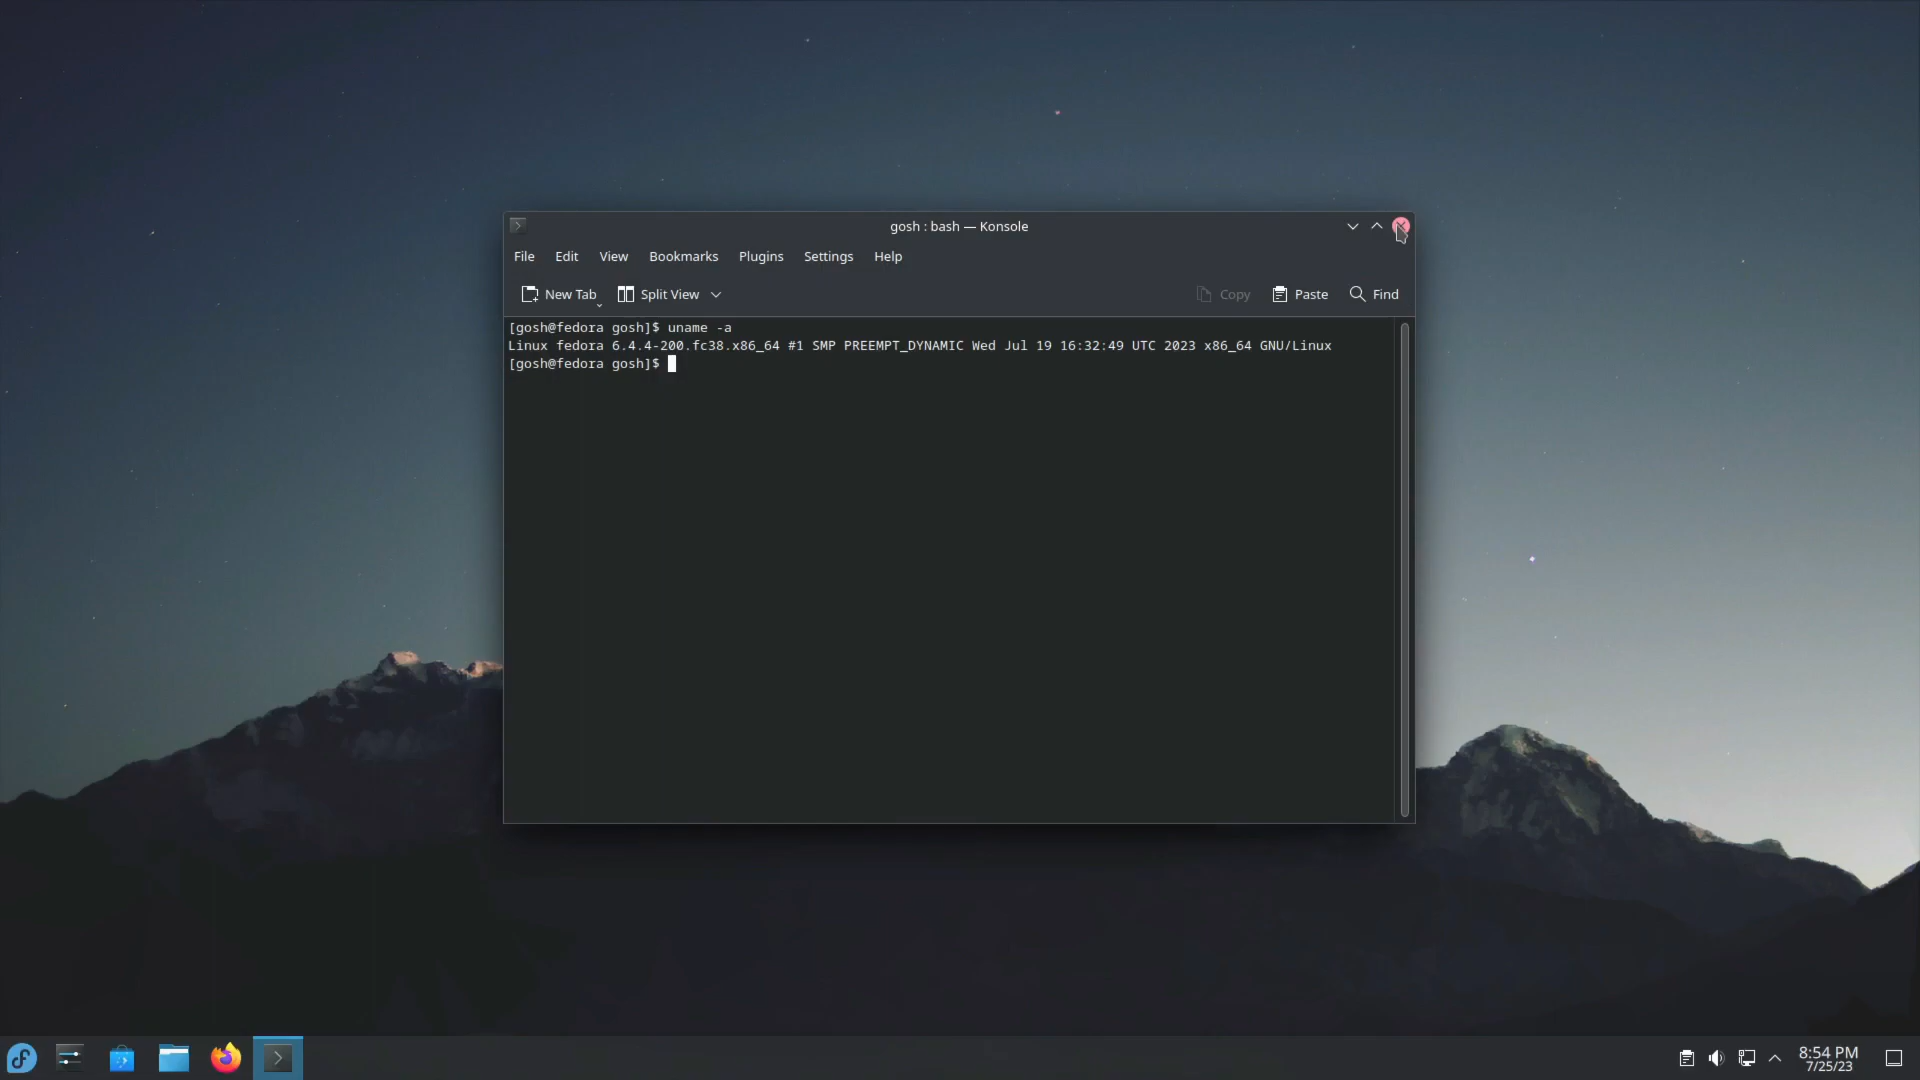 gosh : bash — Konsole
File Edit View Bookmarks Plugins Settings Help
New Tab Split View Copy Paste Find
[gosh@fedora gosh]$ uname -a
Linux fedora 6.4.4-200.fc38.x86_64 #1 SMP PREEMPT_DYNAMIC Wed Jul 19 16:32:49 UTC 2023 x86_64 GNU/Linux
[gosh@fedora gosh]$
8:54 PM
7/25/23